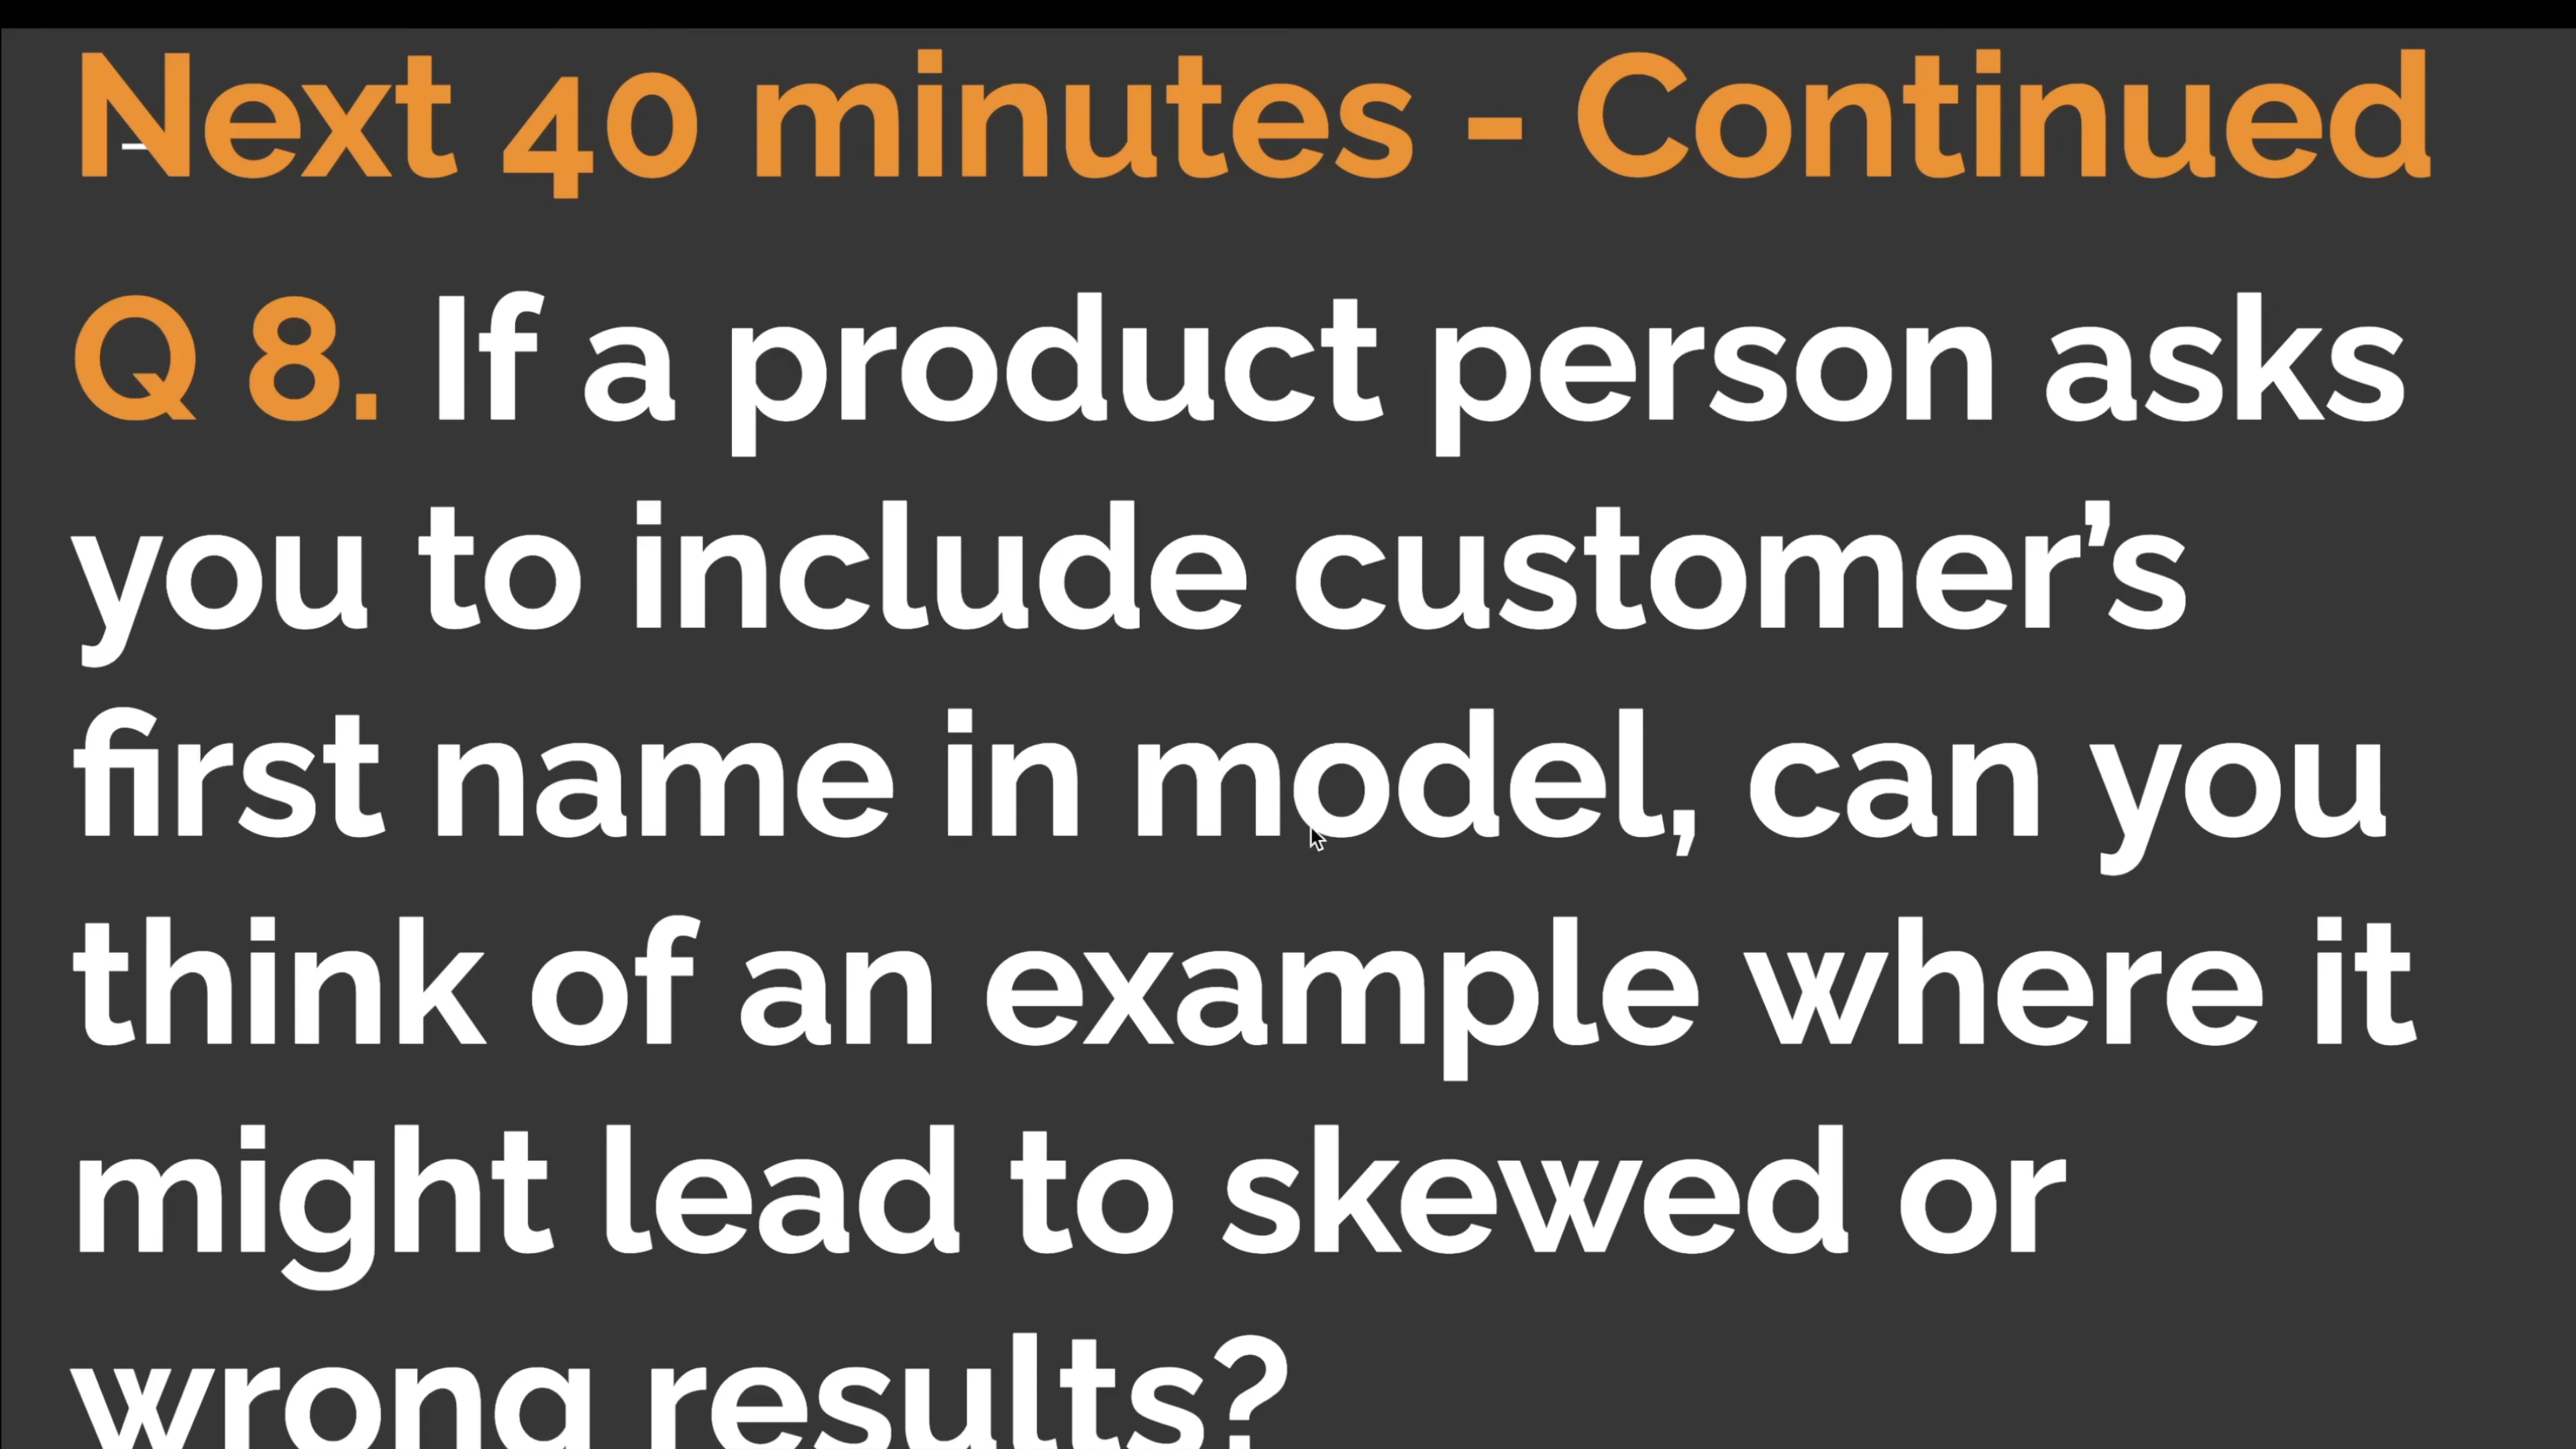 Next 40 minutes - Continued
Q 8. If a product person asks
you to include customer’s
first name in model, can you
think of an example where it
might lead to skewed or
wrong results?